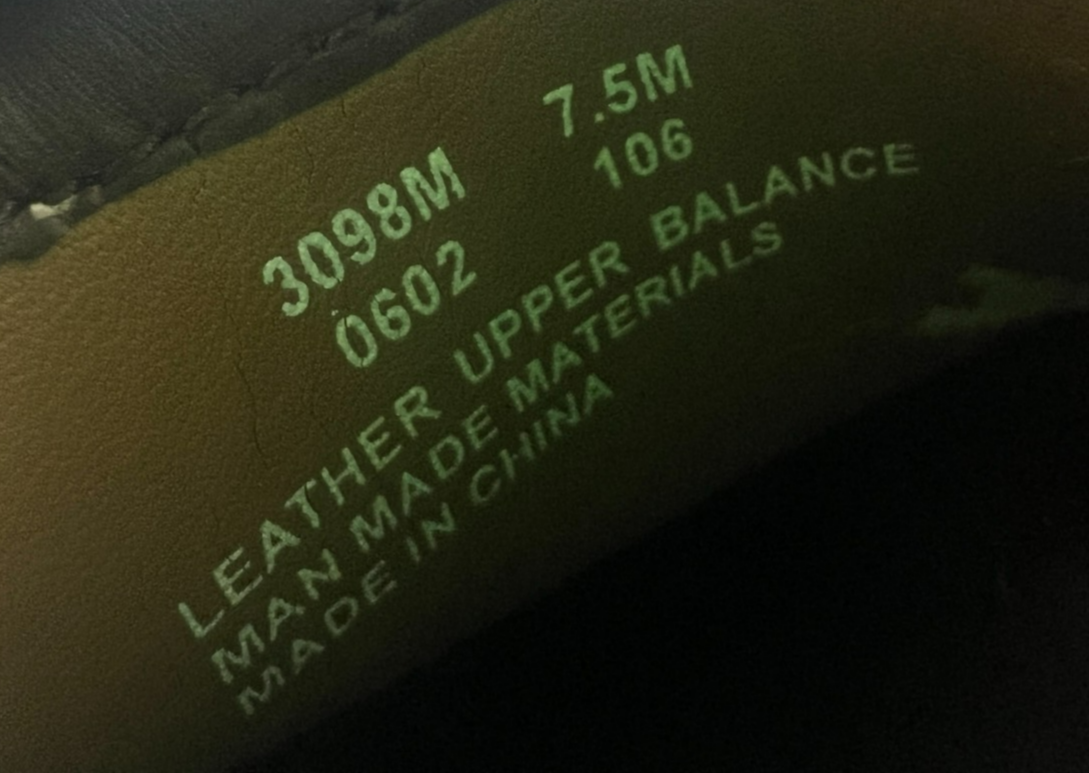 3098M 7.5M
0602 106
LEATHER UPPER BALANCE
MAN MADE MATERIALS
MADE IN CHINA